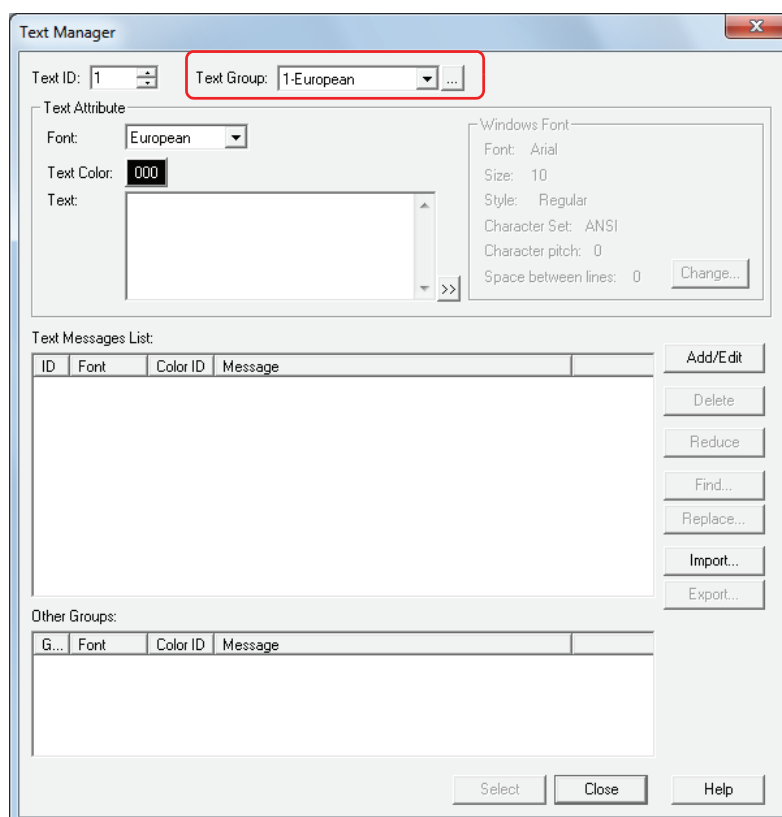 Text Manager
Text ID: 1 Text Group: 1-European ...
Text Attribute
Font: European
Text Color: 000
Text:
>>
Windows Font
Font: Arial
Size: 10
Style: Regular
Character Set: ANSI
Character pitch: 0
Space between lines: 0 Change...
Text Messages List:
ID Font Color ID Message
Add/Edit
Delete
Reduce
Find...
Replace...
Import...
Export...
Other Groups:
G... Font Color ID Message
Select Close Help